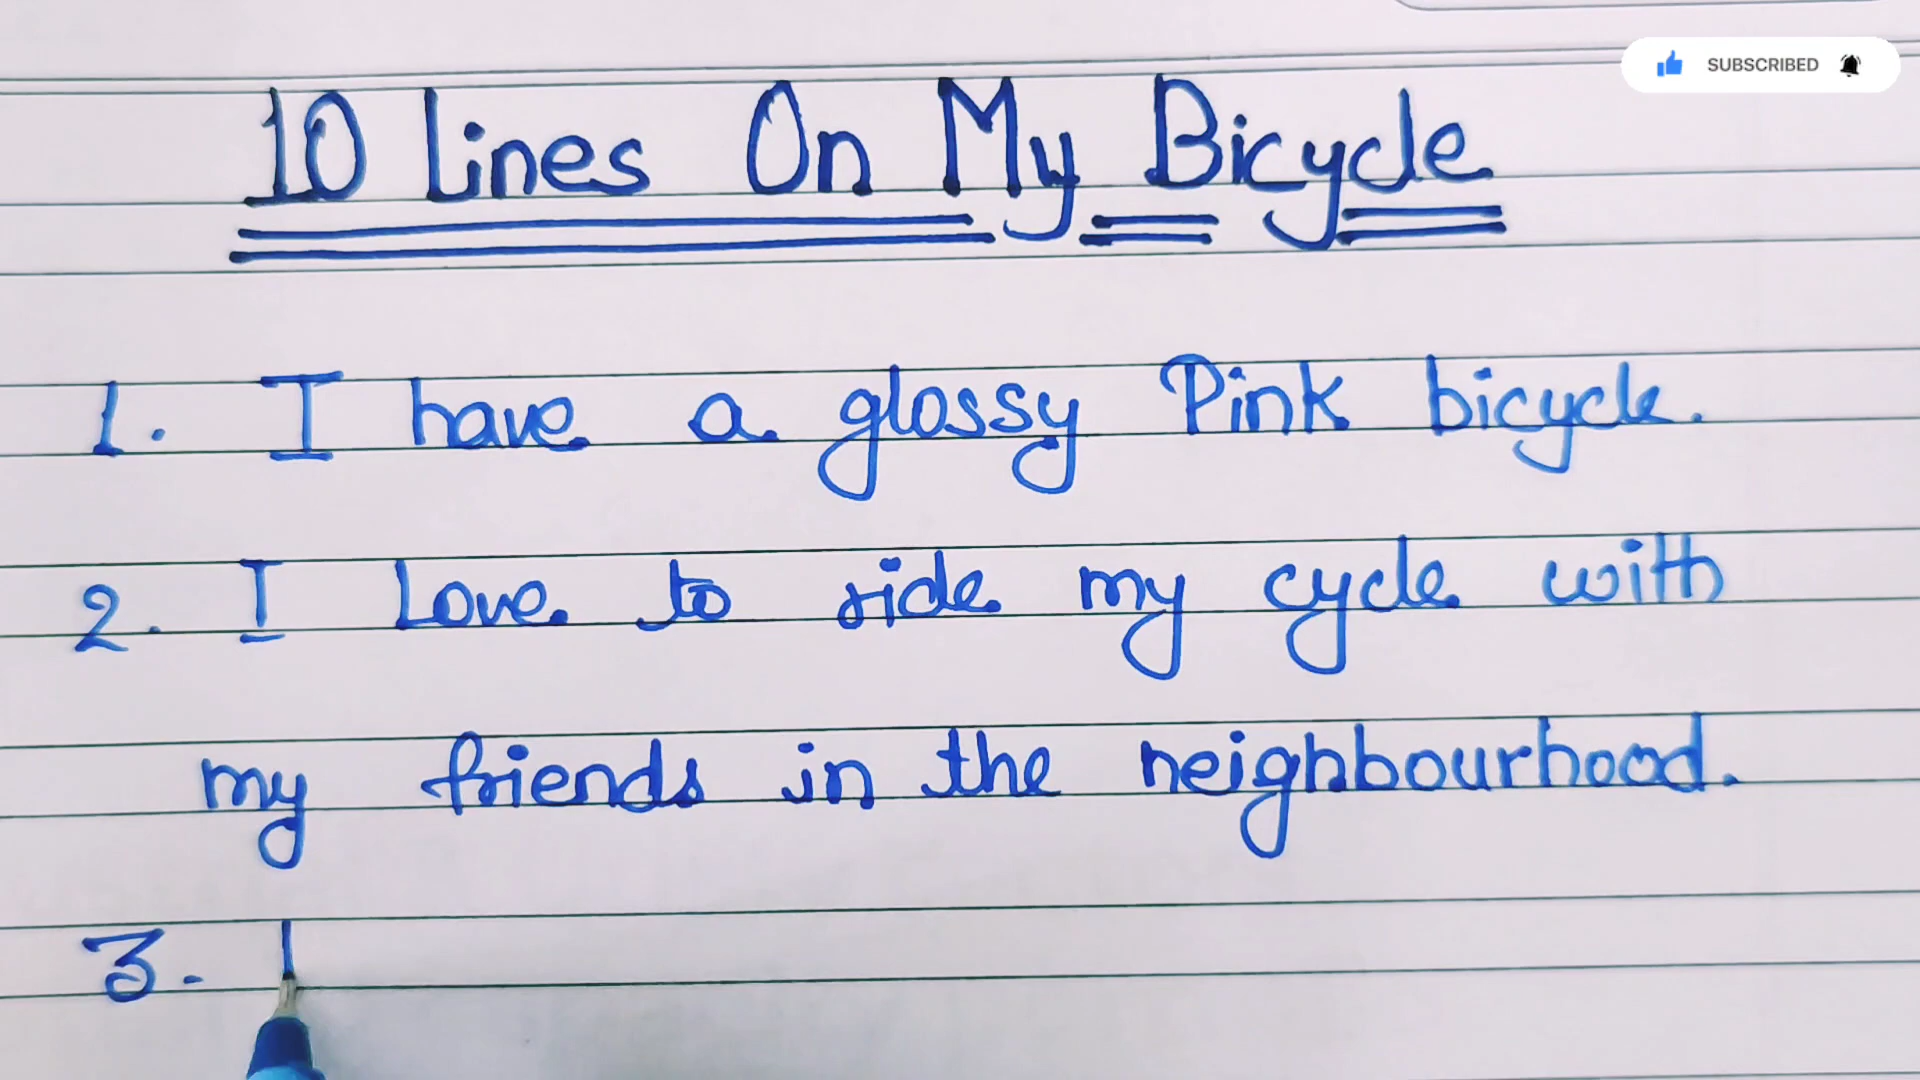 SUBSCRIBED
10 Lines On My Bicycle
1. I have a glossy Pink bicycle.
2. I Love to ride my cycle with
my friends in the neighbourhood.
3.